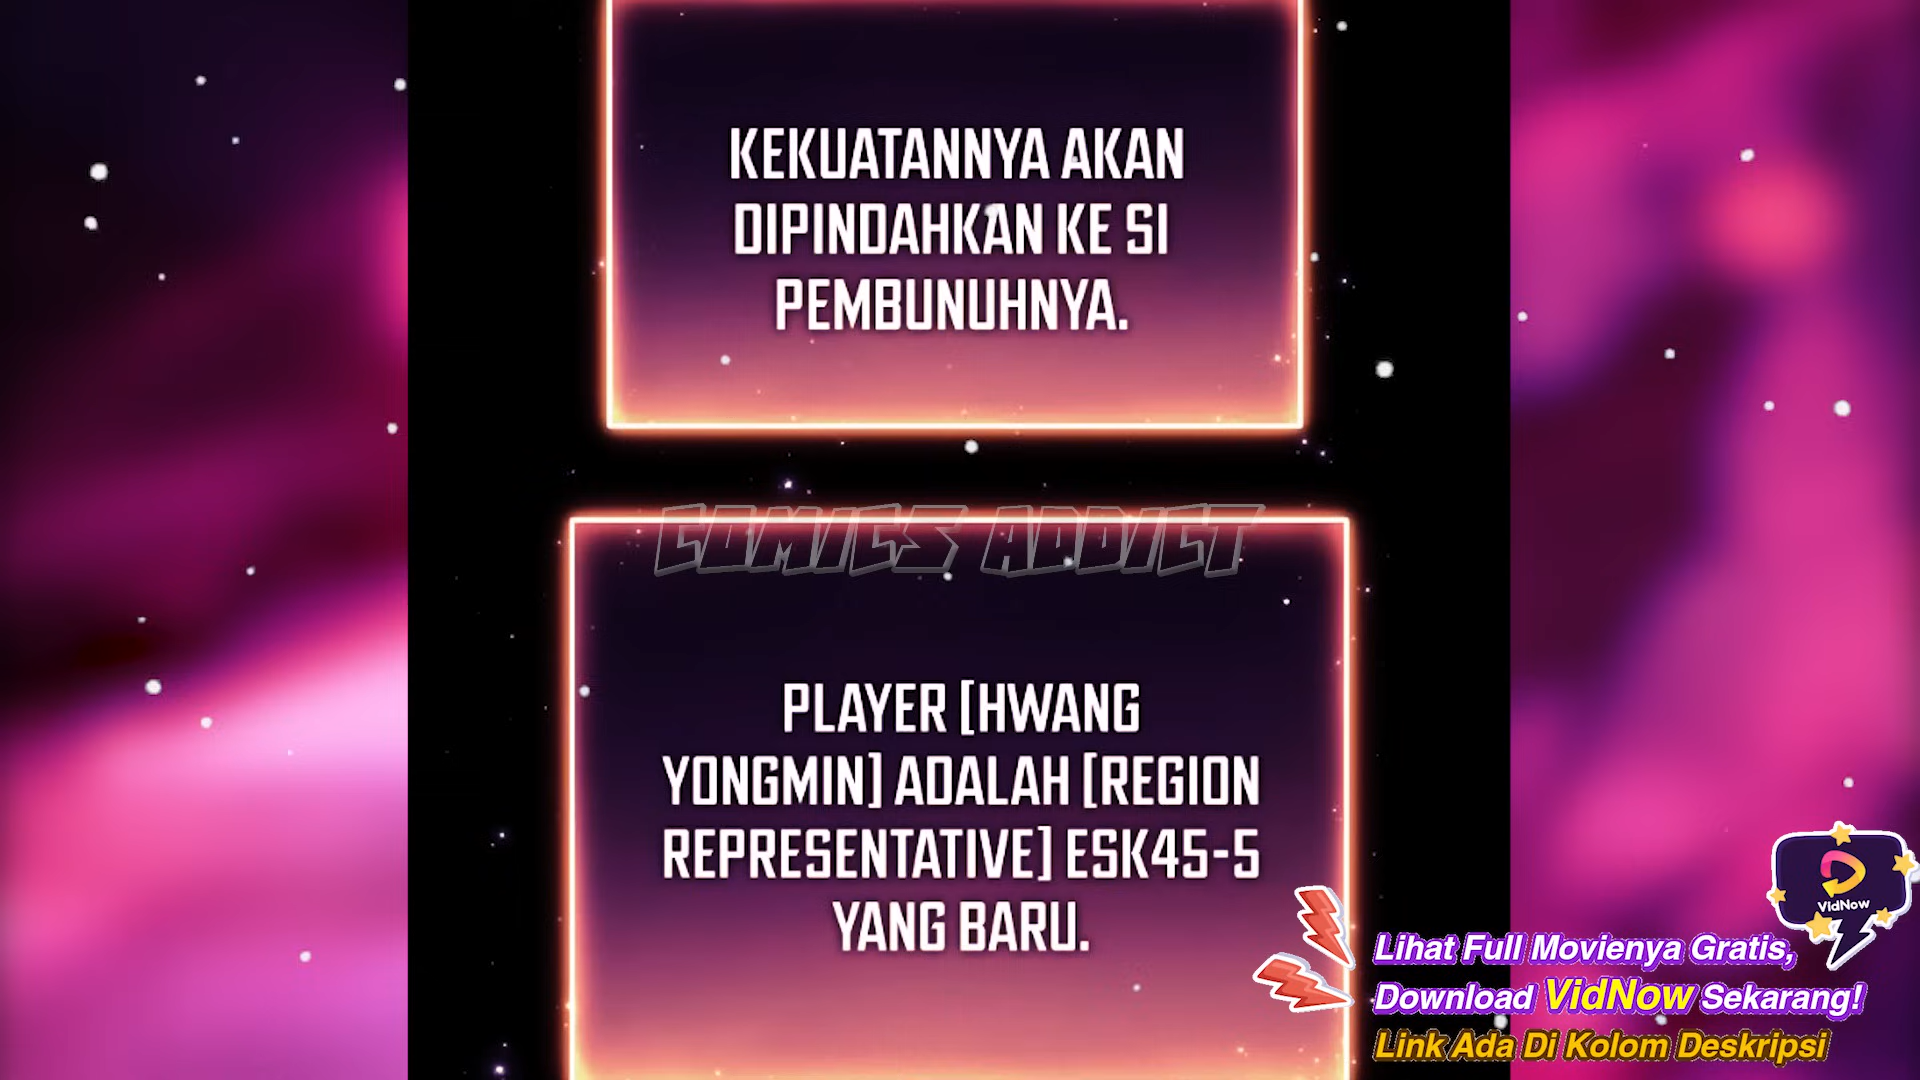 KEKUATANNYA AKAN
DIPINDAHKAN KE SI
PEMBUNUHNYA.
COMICS ADDICT
PLAYER [HWANG
YONGMIN] ADALAH [REGION
REPRESENTATIVE] ESK45-5
YANG BARU.
VidNow
Lihat Full Movienya Gratis,
Download VidNow Sekarang!
Link Ada Di Kolom Deskripsi